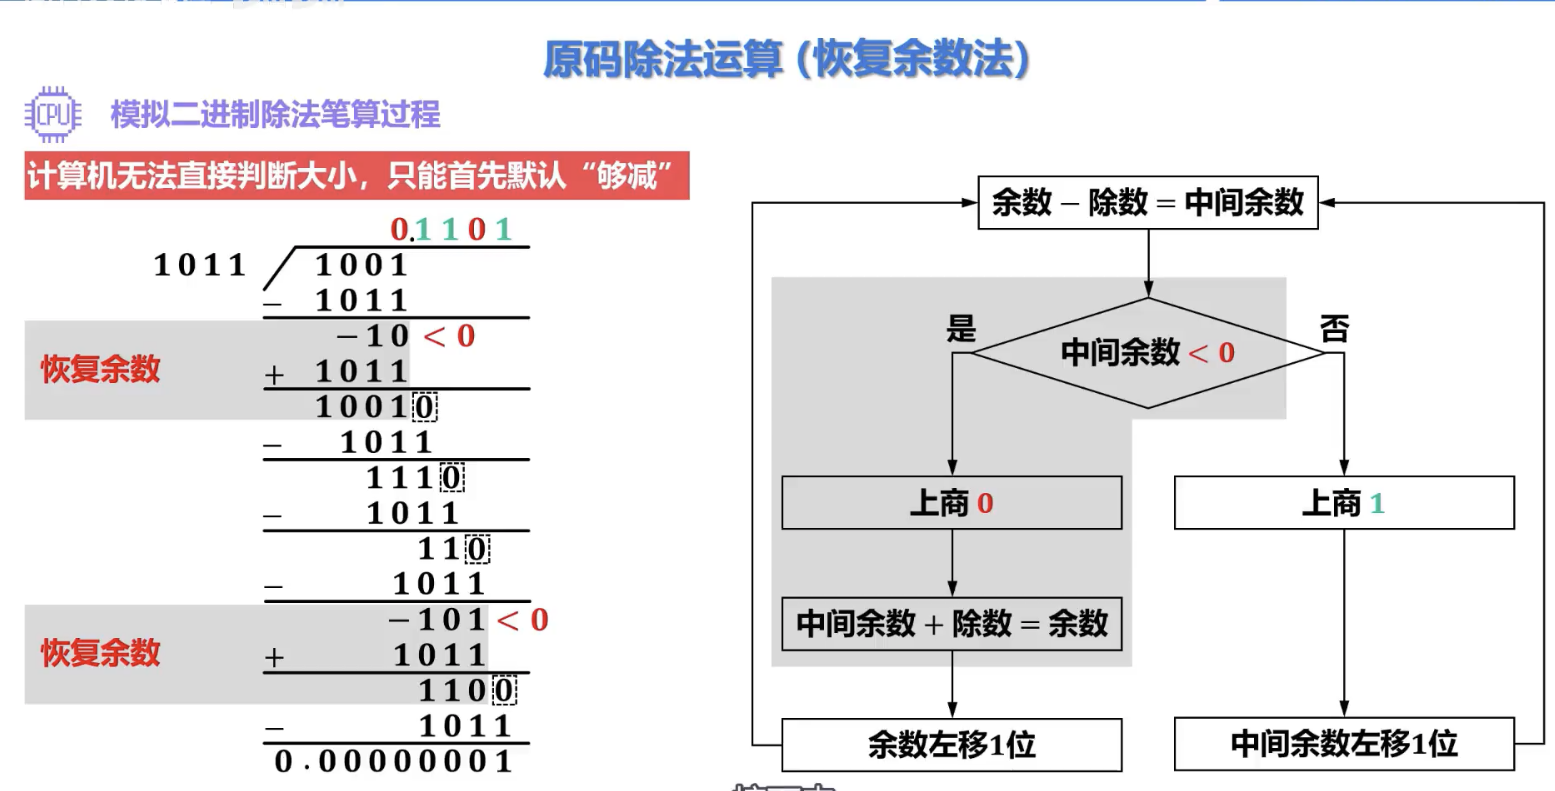 原码除法运算（恢复余数法）
CPU
模拟二进制除法笔算过程
计算机无法直接判断大小，只能首先默认“够减”
0.1101
1011 1001
− 1011
−10 < 0
恢复余数
+ 1011
10010
− 1011
1110
− 1011
110
− 1011
−101 < 0
恢复余数
+ 1011
1100
− 1011
0.00000001
余数 − 除数 = 中间余数
是
否
中间余数 < 0
上商 0
上商 1
中间余数 + 除数 = 余数
余数左移1位
中间余数左移1位